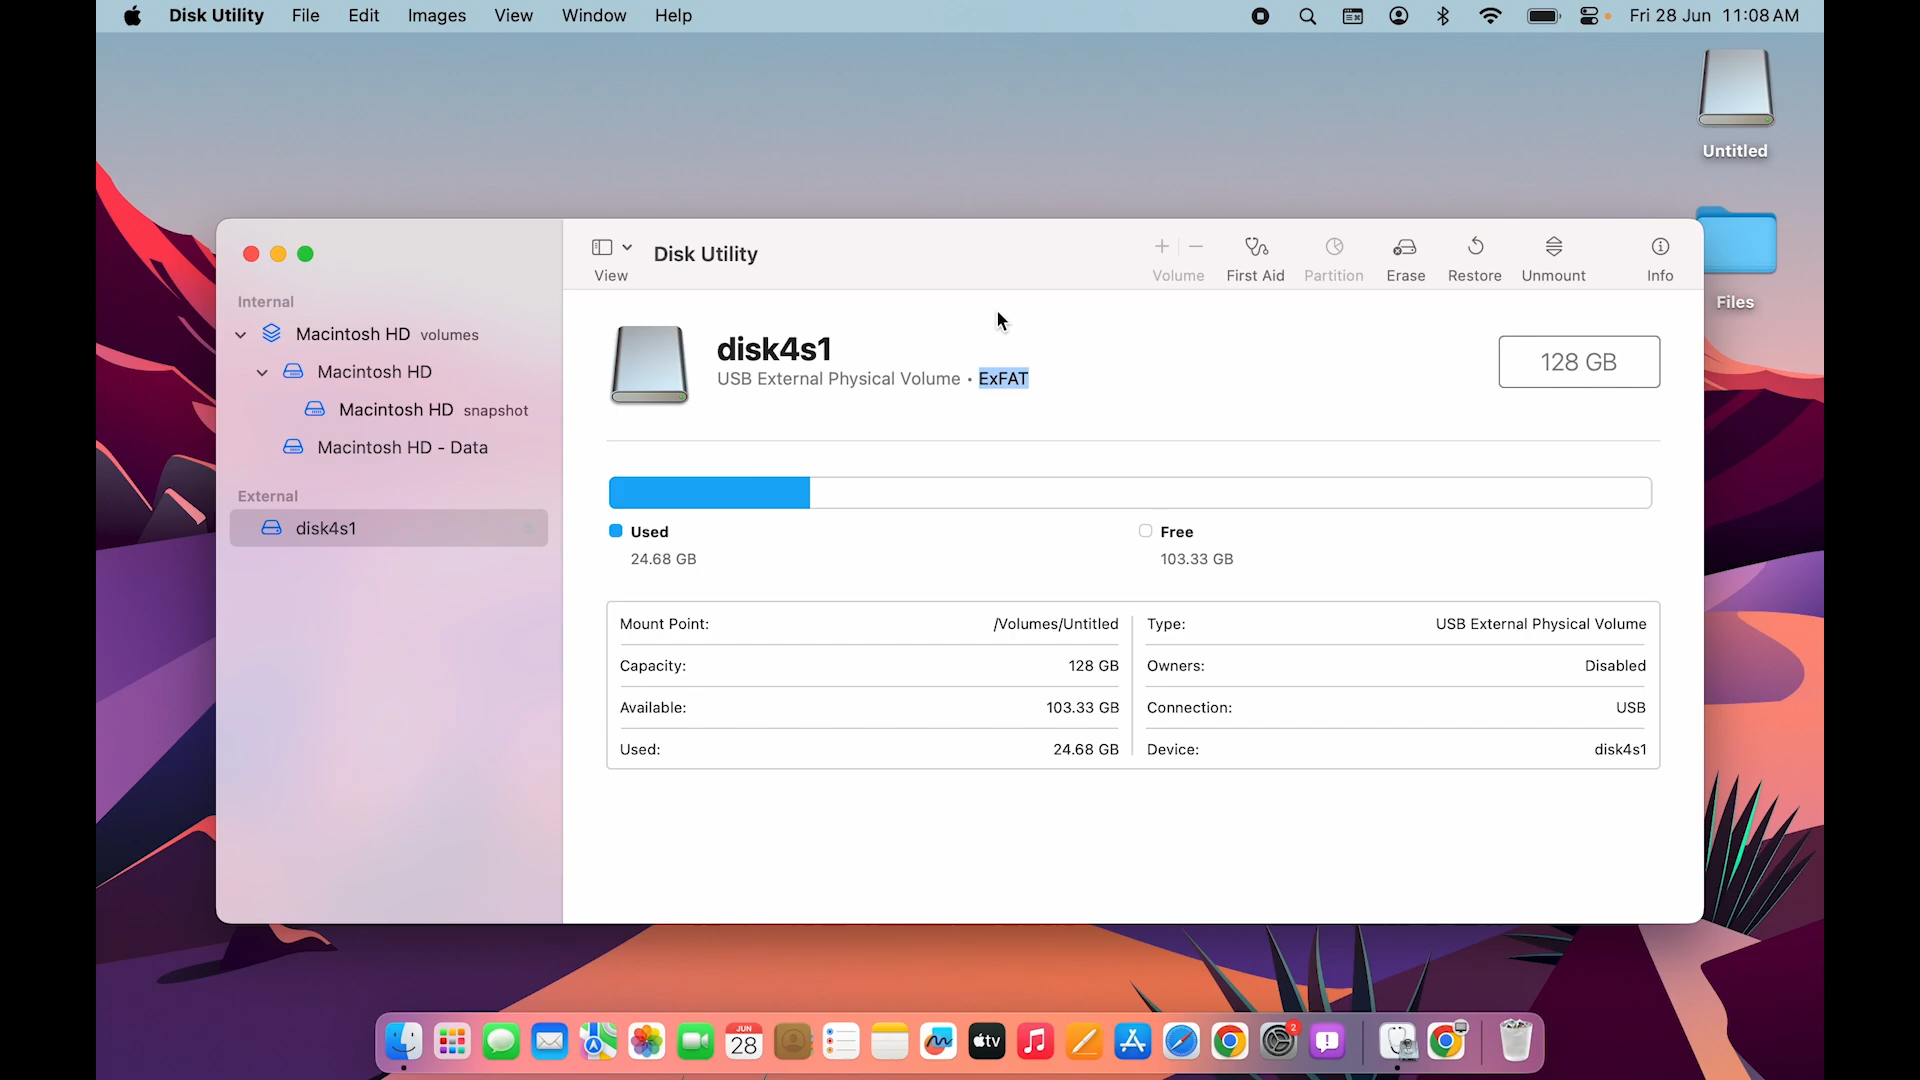 Disk Utility File Edit Images View Window Help Fri 28 Jun 11:08 AM
Untitled
Files
Disk Utility
View
Volume First Aid Partition Erase Restore Unmount Info
Internal
Macintosh HD volumes
Macintosh HD
Macintosh HD snapshot
Macintosh HD - Data
External
disk4s1
disk4s1
USB External Physical Volume • ExFAT
128 GB
Used
24.68 GB
Free
103.33 GB
Mount Point: /Volumes/Untitled
Capacity: 128 GB
Available: 103.33 GB
Used: 24.68 GB
Type: USB External Physical Volume
Owners: Disabled
Connection: USB
Device: disk4s1
JUN
28
tv
2